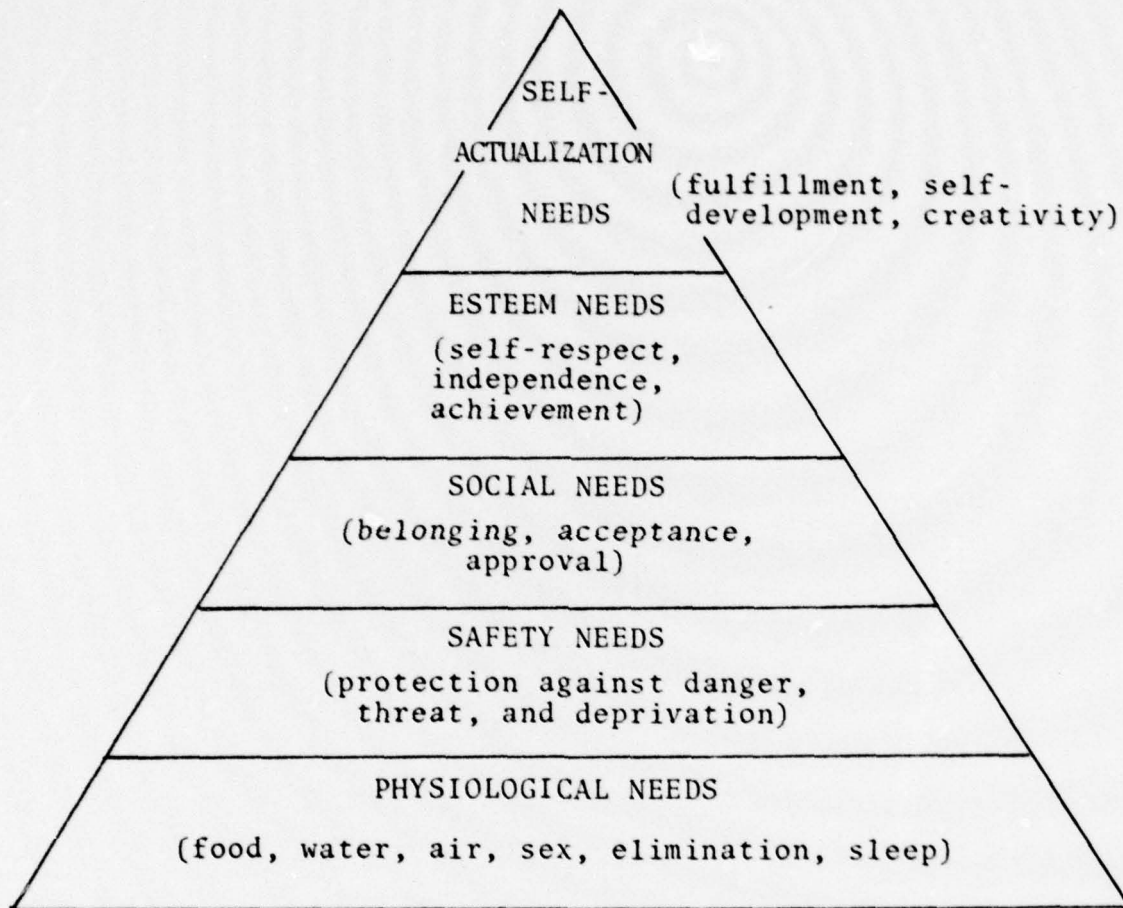 SELF-
ACTUALIZATION
NEEDS
(fulfillment, self-
development, creativity)
ESTEEM NEEDS
(self-respect,
independence,
achievement)
SOCIAL NEEDS
(belonging, acceptance,
approval)
SAFETY NEEDS
(protection against danger,
threat, and deprivation)
PHYSIOLOGICAL NEEDS
(food, water, air, sex, elimination, sleep)